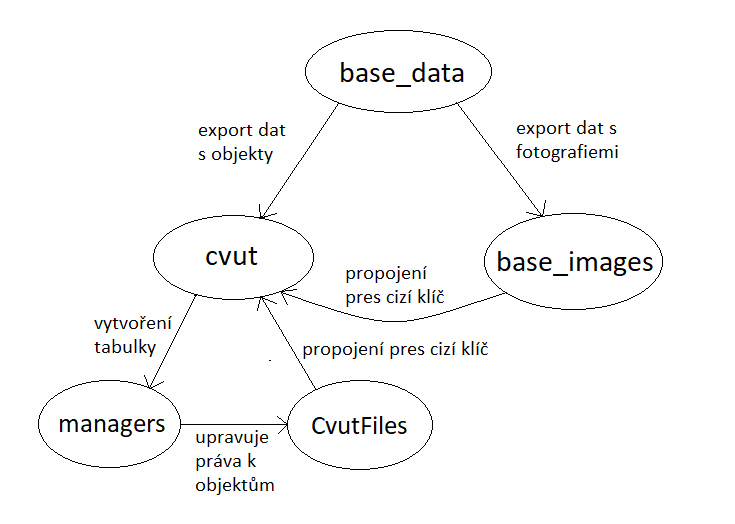 base_data
export dat
s objekty
export dat s
fotografiemi
cvut
base_images
propojení
pres cizí klíč
vytvoření
tabulky
propojení pres cizí klíč
managers
CvutFiles
upravuje
práva k
objektům